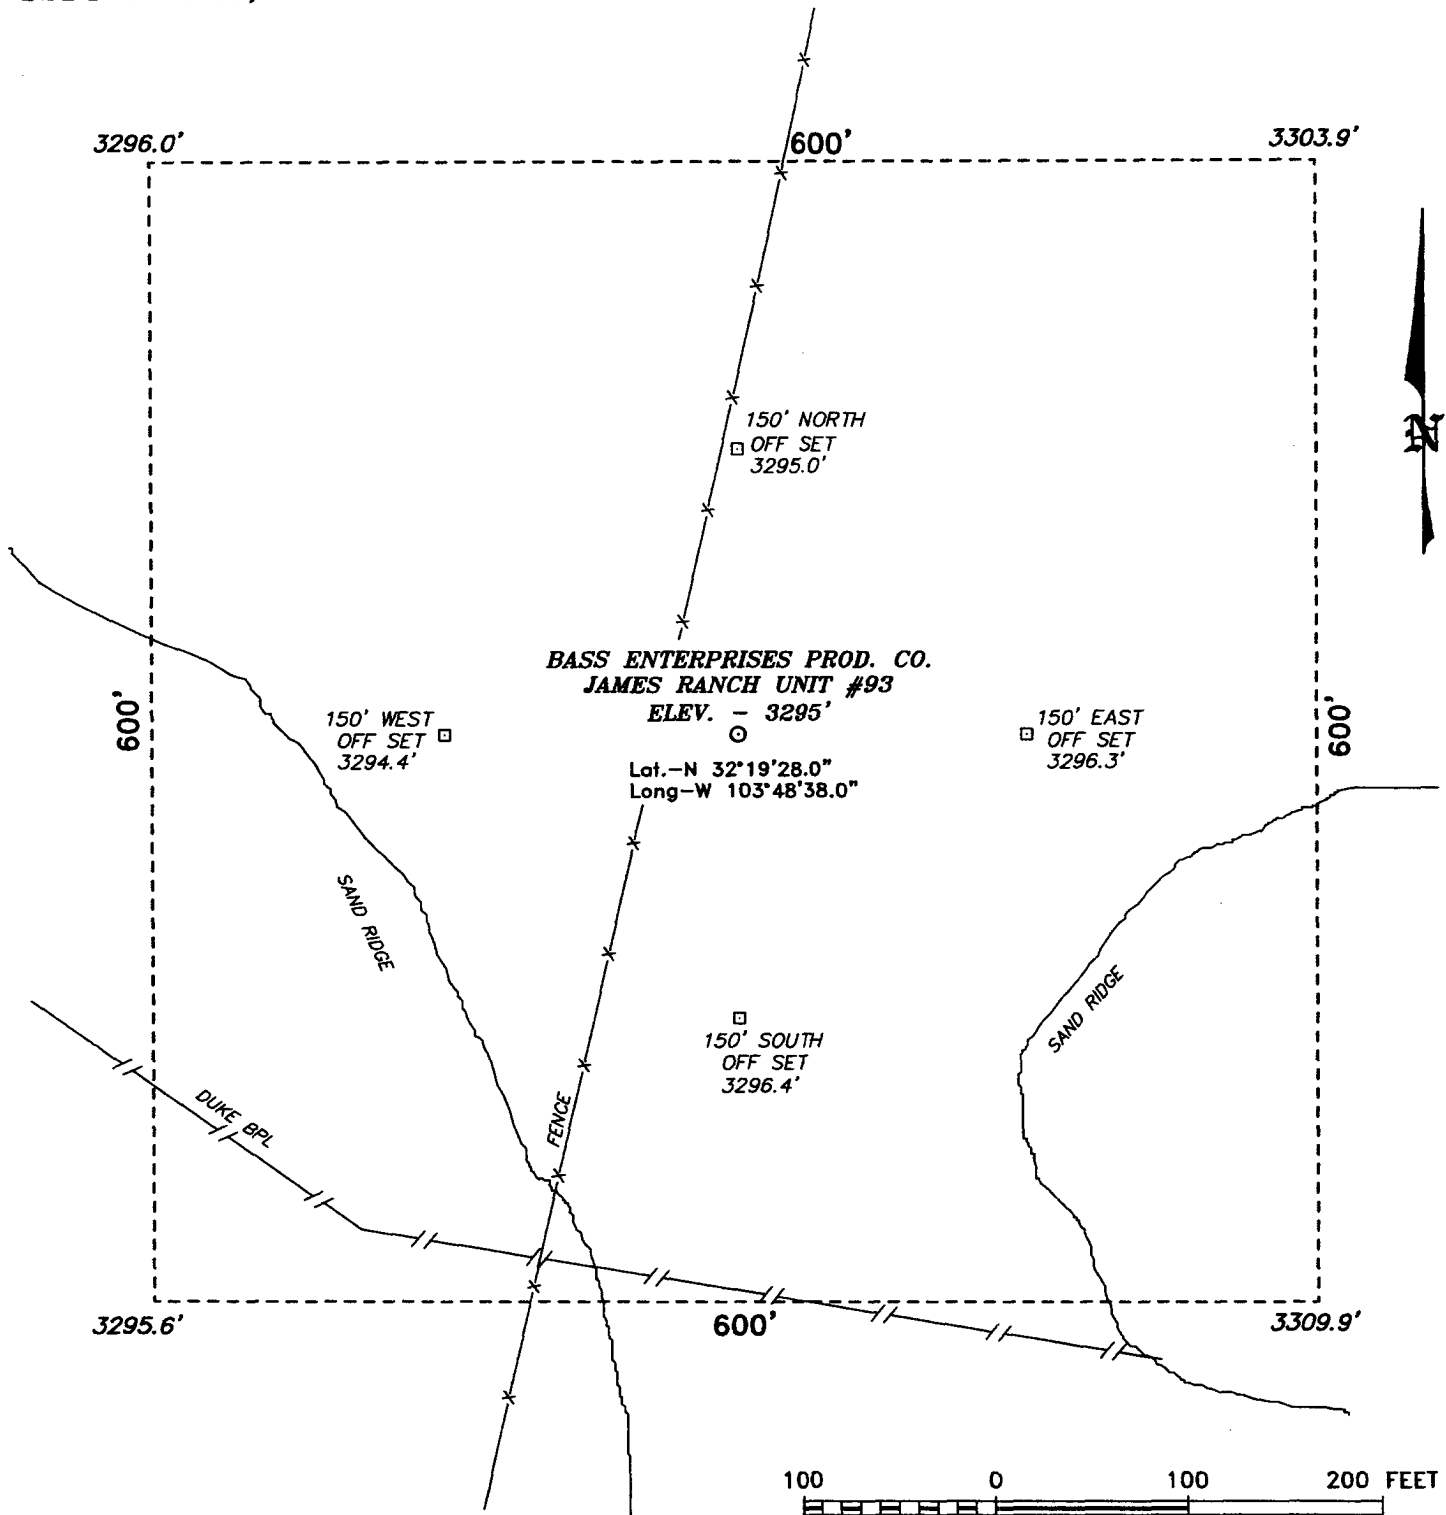 3296.0'
600'
3303.9'
N
150' NORTH
OFF SET
3295.0'
BASS ENTERPRISES PROD. CO.
JAMES RANCH UNIT #93
ELEV. - 3295'
600'
150' WEST
OFF SET
3294.4'
150' EAST
OFF SET
3296.3'
600'
Lat.-N 32°19'28.0"
Long-W 103°48'38.0"
SAND RIDGE
SAND RIDGE
150' SOUTH
OFF SET
3296.4'
DUKE BPL
FENCE
3295.6'
600'
3309.9'
100 0 100 200 FEET